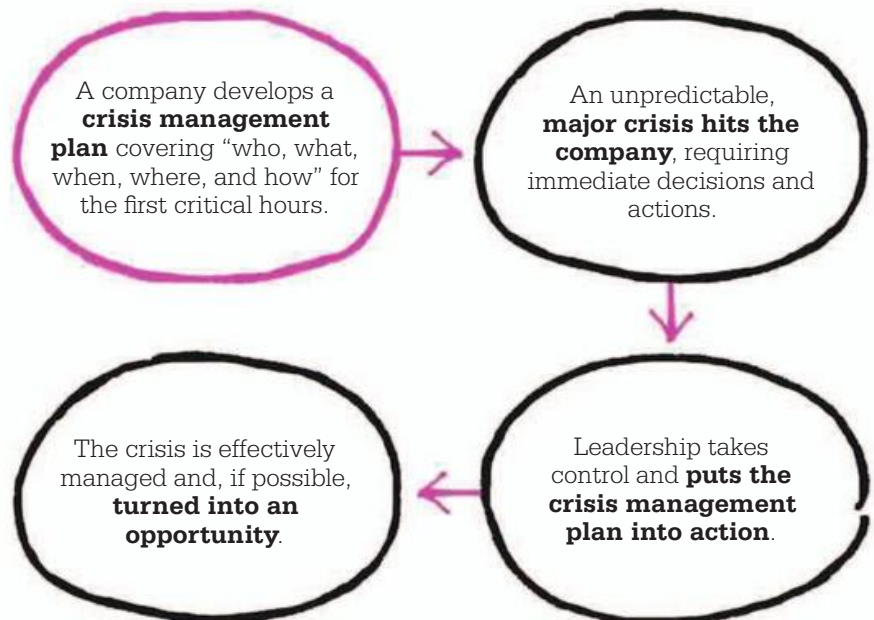 A company develops a
crisis management
plan covering “who, what,
when, where, and how” for
the first critical hours.
An unpredictable,
major crisis hits the
company, requiring
immediate decisions and
actions.
Leadership takes
control and puts the
crisis management
plan into action.
The crisis is effectively
managed and, if possible,
turned into an
opportunity.